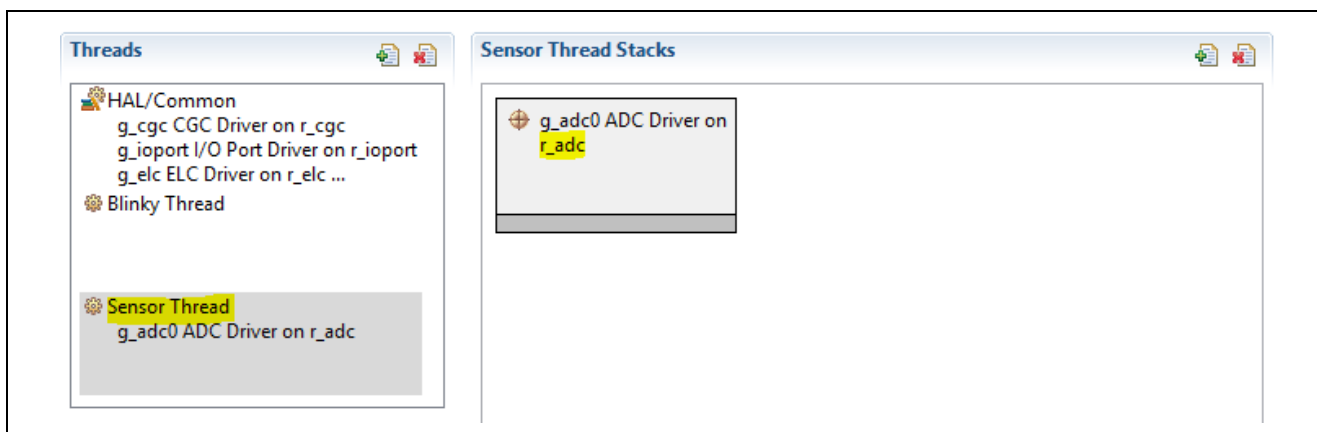 Threads
HAL/Common
g_cgc CGC Driver on r_cgc
g_ioport I/O Port Driver on r_ioport
g_elc ELC Driver on r_elc ...
Blinky Thread
Sensor Thread
g_adc0 ADC Driver on r_adc
Sensor Thread Stacks
g_adc0 ADC Driver on
r_adc